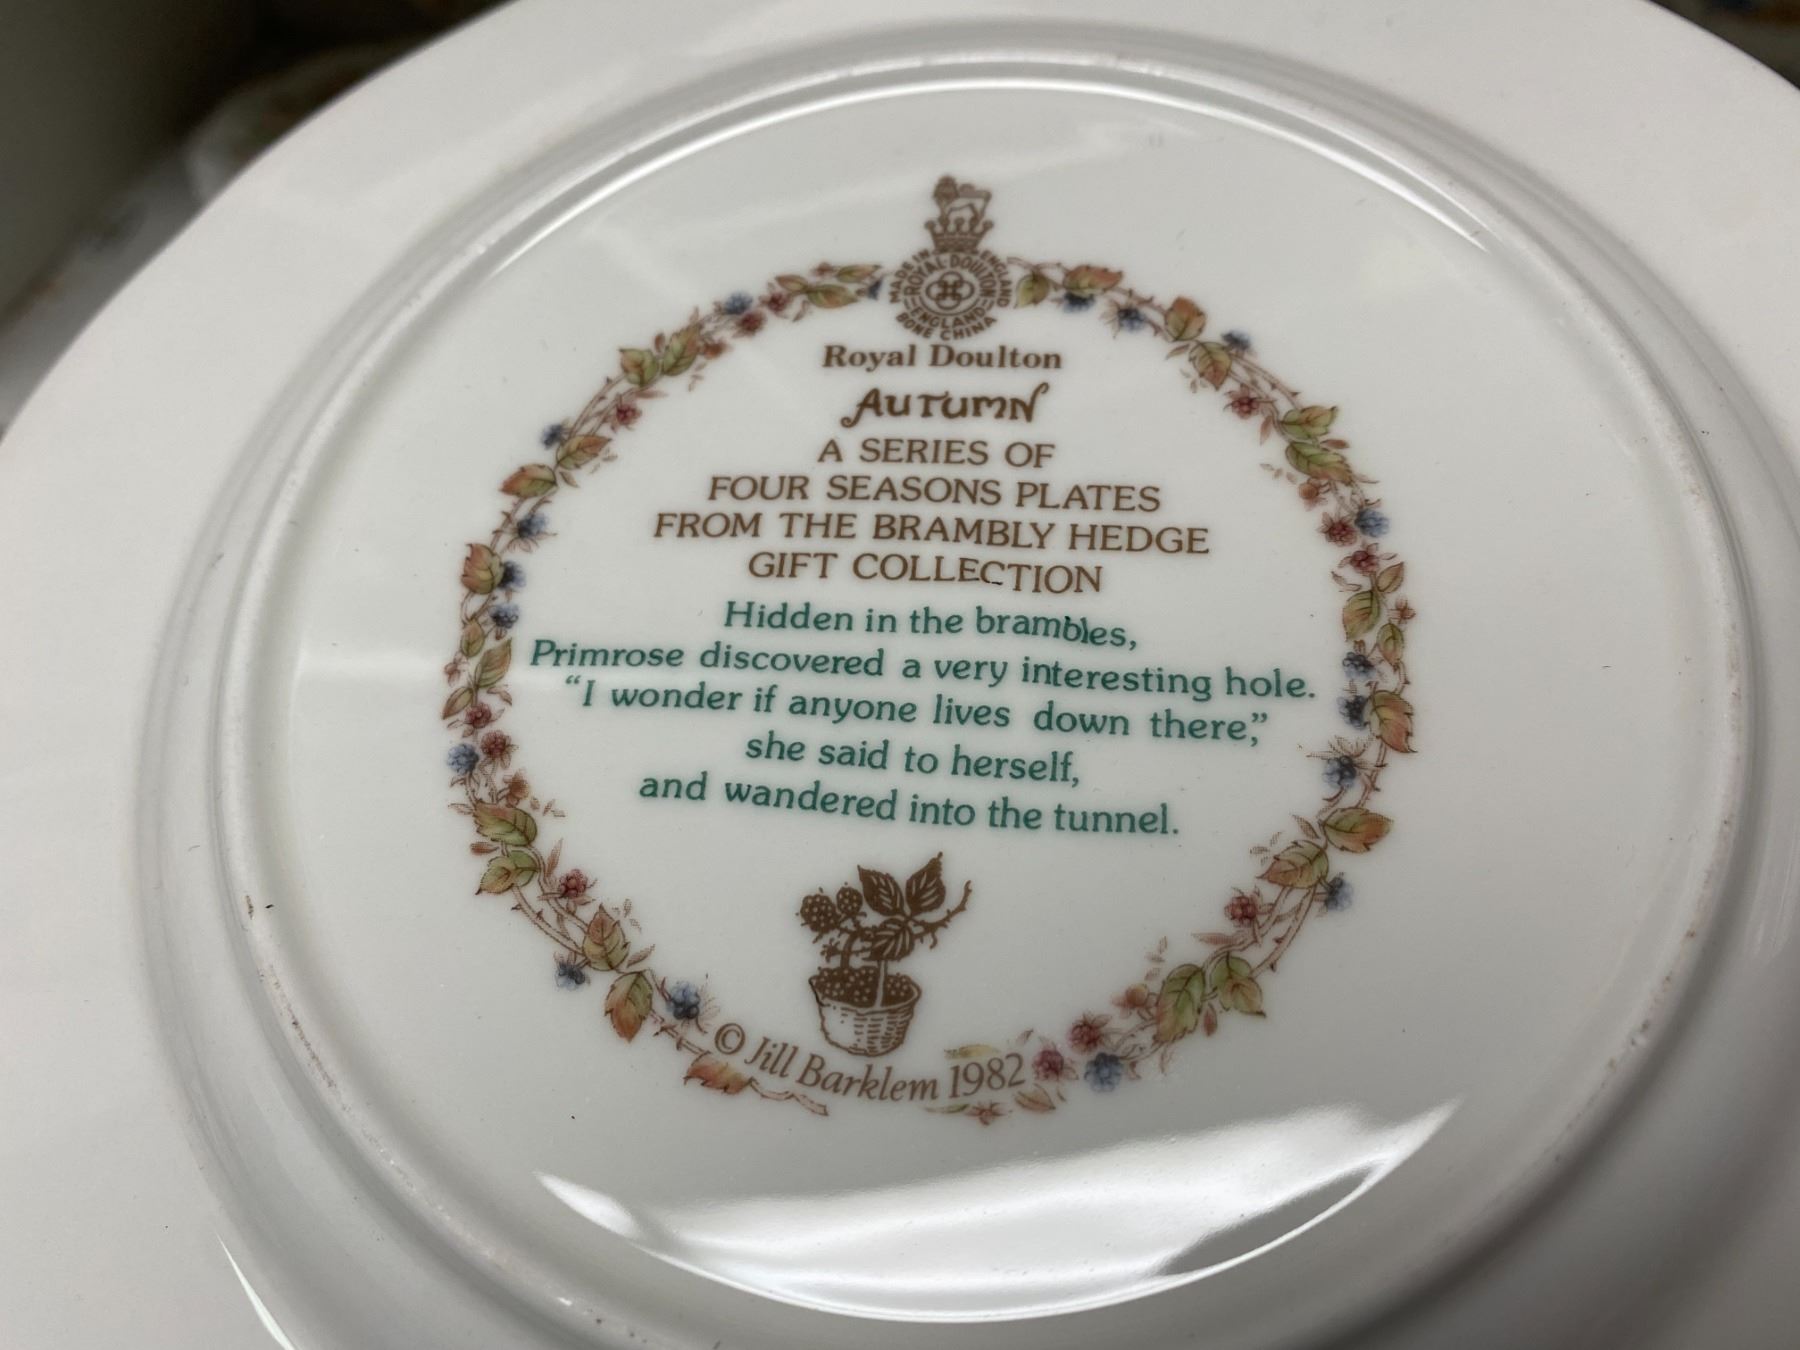 MADE IN ENGLAND
ROYAL DOULTON
ENGLAND
BONE CHINA
Royal Doulton
AUTUMN
A SERIES OF
FOUR SEASONS PLATES
FROM THE BRAMBLY HEDGE
GIFT COLLECTION
Hidden in the brambles,
Primrose discovered a very interesting hole.
“I wonder if anyone lives down there,”
she said to herself,
and wandered into the tunnel.
© Jill Barklem 1982